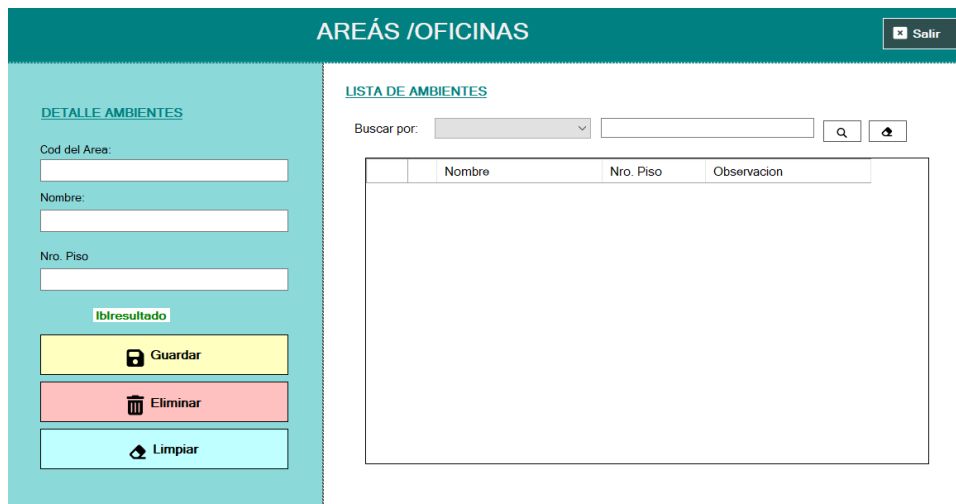 AREÁS /OFICINAS
Salir
DETALLE AMBIENTES
Cod del Area:
Nombre:
Nro. Piso
lblresultado
Guardar
Eliminar
Limpiar
LISTA DE AMBIENTES
Buscar por:
Nombre Nro. Piso Observacion